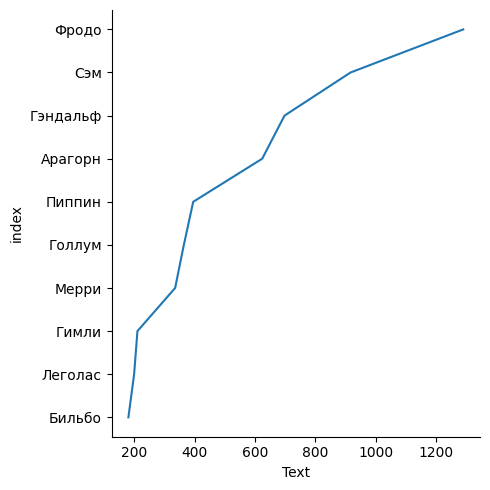 Фродо
Сэм
Гэндальф
Арагорн
Пиппин
Голлум
Мерри
Гимли
Леголас
Бильбо
index
200 400 600 800 1000 1200
Text